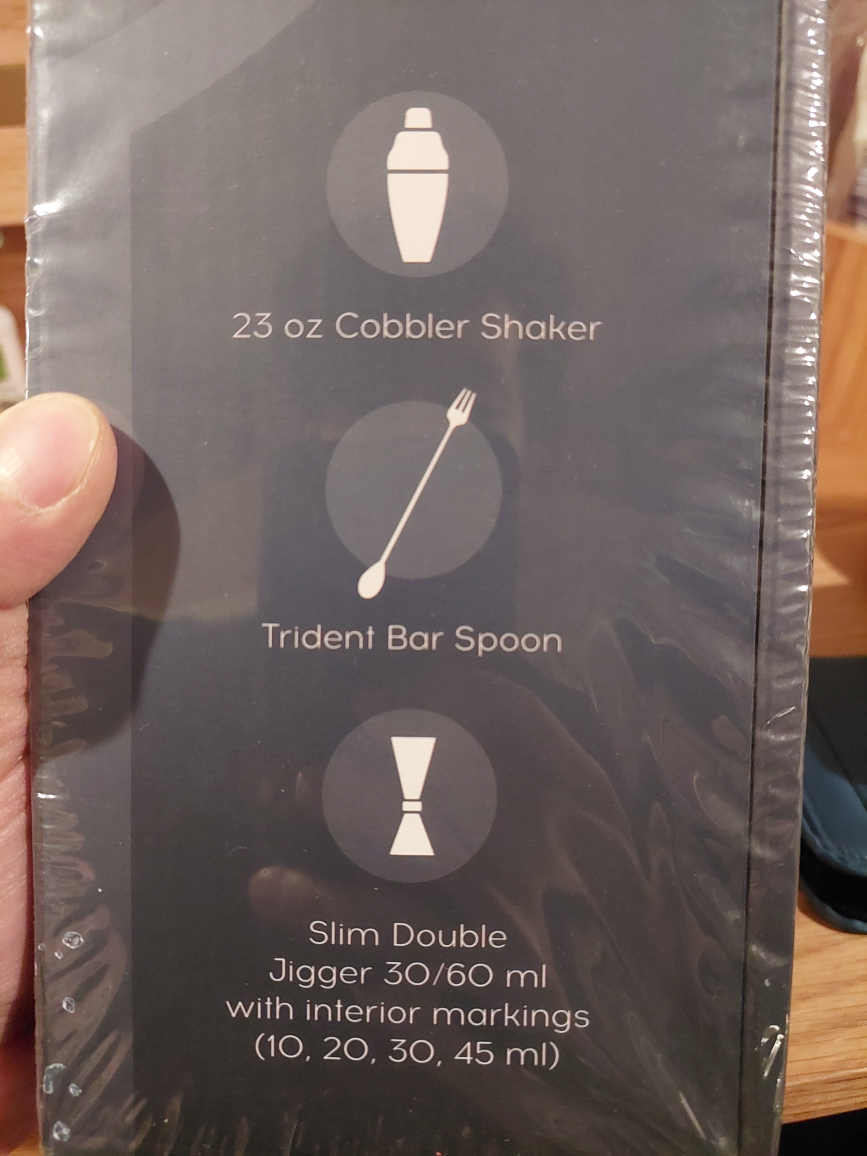 23 oz Cobbler Shaker
Trident Bar Spoon
Slim Double
Jigger 30/60 ml
with interior markings
(10, 20, 30, 45 ml)